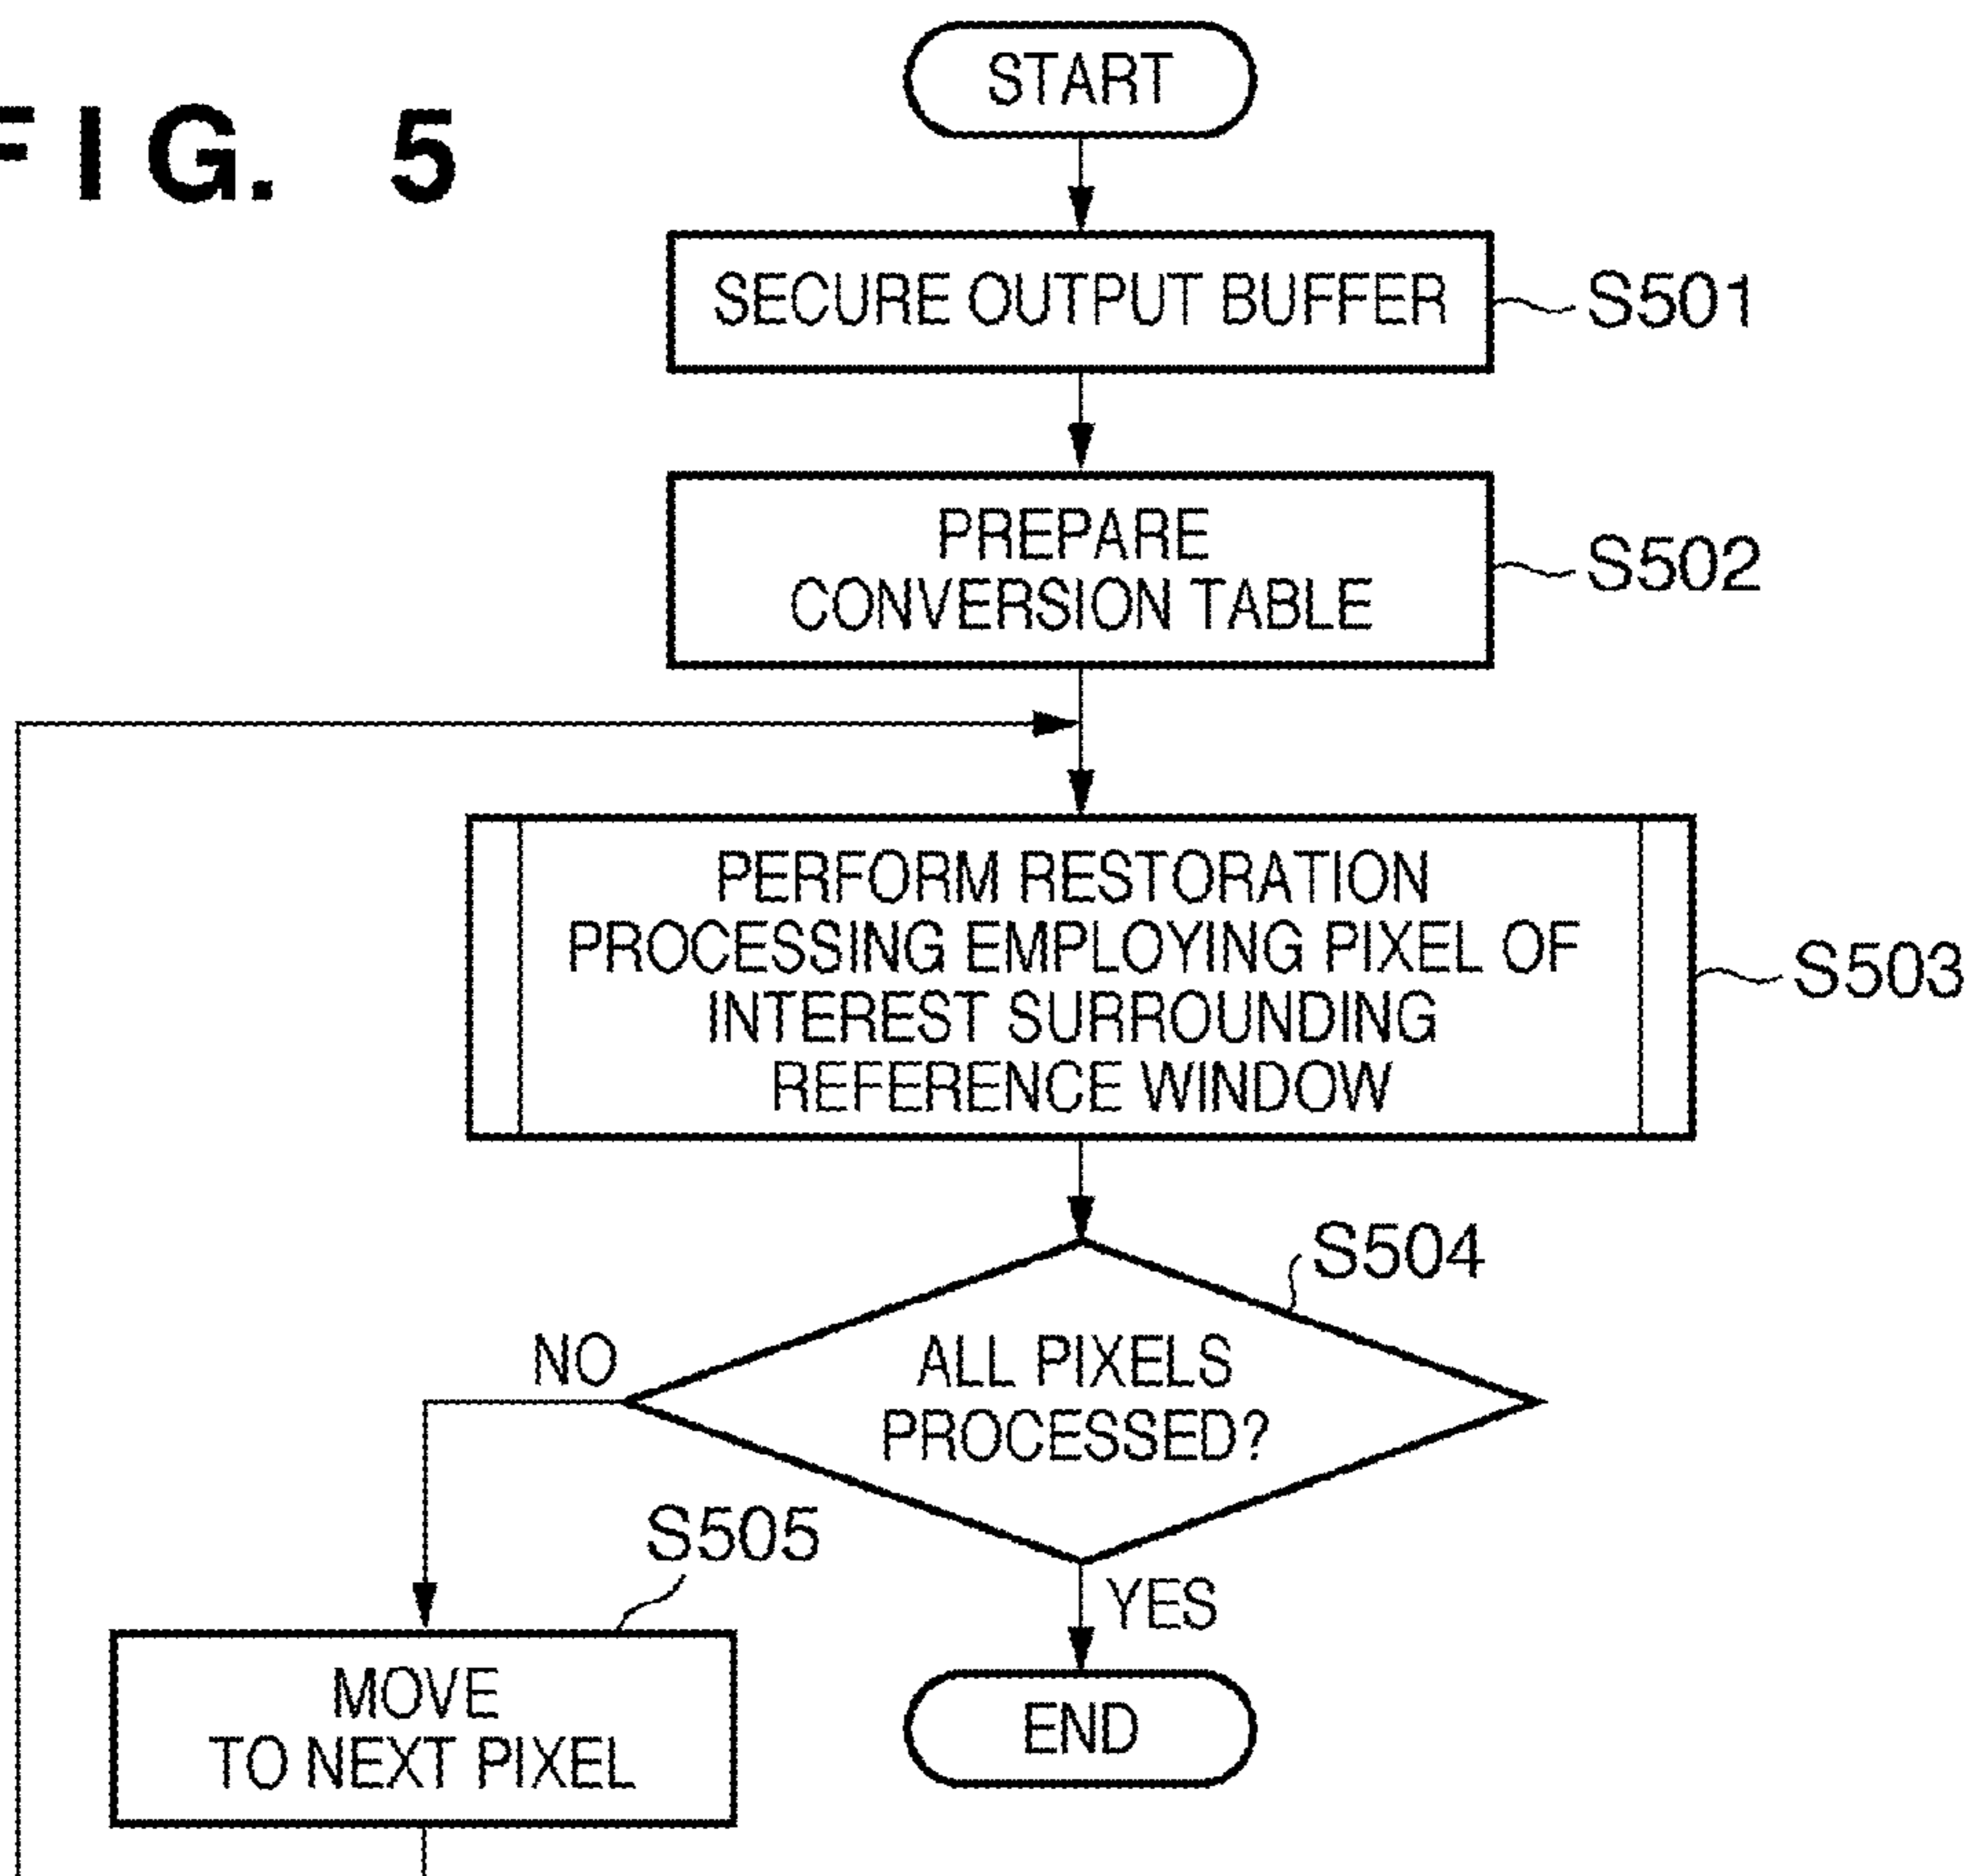 FIG. 5
START
SECURE OUTPUT BUFFER
S501
PREPARE
CONVERSION TABLE
S502
PERFORM RESTORATION
PROCESSING EMPLOYING PIXEL OF
INTEREST SURROUNDING
REFERENCE WINDOW
S503
S504
ALL PIXELS
PROCESSED?
NO
YES
S505
MOVE
TO NEXT PIXEL
END